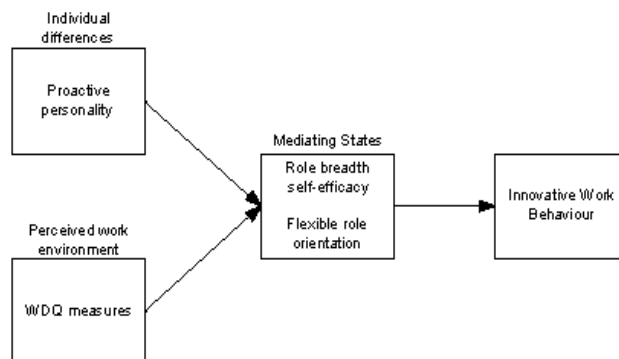 Individual
differences
Proactive
personality
Mediating States
Role breadth
self-efficacy
Flexible role
orientation
Innovative Work
Behaviour
Perceived work
environment
WDQ measures